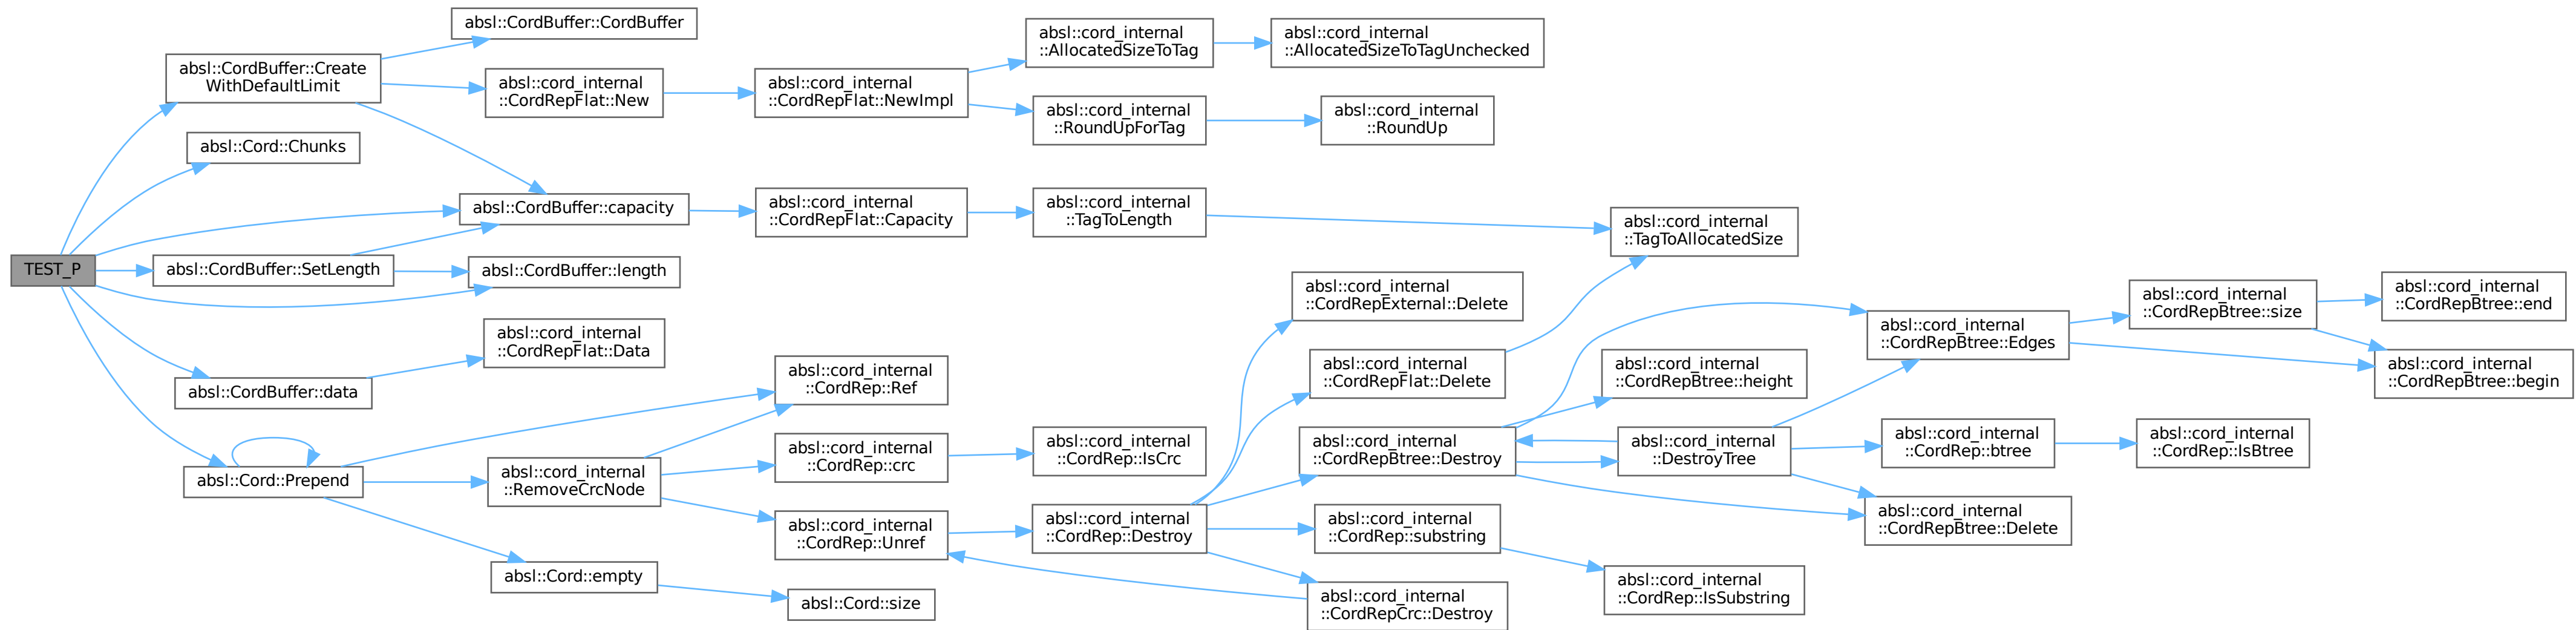 TEST_P
absl::CordBuffer::Create
WithDefaultLimit
absl::Cord::Chunks
absl::CordBuffer::SetLength
absl::CordBuffer::data
absl::Cord::Prepend
absl::CordBuffer::CordBuffer
absl::cord_internal
::CordRepFlat::New
absl::CordBuffer::capacity
absl::CordBuffer::length
absl::cord_internal
::CordRepFlat::Data
absl::cord_internal
::RemoveCrcNode
absl::Cord::empty
absl::cord_internal
::CordRepFlat::NewImpl
absl::cord_internal
::CordRepFlat::Capacity
absl::cord_internal
::CordRep::Ref
absl::cord_internal
::CordRep::crc
absl::cord_internal
::CordRep::Unref
absl::Cord::size
absl::cord_internal
::AllocatedSizeToTag
absl::cord_internal
::RoundUpForTag
absl::cord_internal
::TagToLength
absl::cord_internal
::CordRep::IsCrc
absl::cord_internal
::CordRep::Destroy
absl::cord_internal
::AllocatedSizeToTagUnchecked
absl::cord_internal
::RoundUp
absl::cord_internal
::CordRepExternal::Delete
absl::cord_internal
::CordRepFlat::Delete
absl::cord_internal
::CordRepBtree::Destroy
absl::cord_internal
::CordRep::substring
absl::cord_internal
::CordRepCrc::Destroy
absl::cord_internal
::TagToAllocatedSize
absl::cord_internal
::CordRepBtree::height
absl::cord_internal
::DestroyTree
absl::cord_internal
::CordRep::IsSubstring
absl::cord_internal
::CordRepBtree::Edges
absl::cord_internal
::CordRep::btree
absl::cord_internal
::CordRepBtree::Delete
absl::cord_internal
::CordRepBtree::size
absl::cord_internal
::CordRep::IsBtree
absl::cord_internal
::CordRepBtree::end
absl::cord_internal
::CordRepBtree::begin